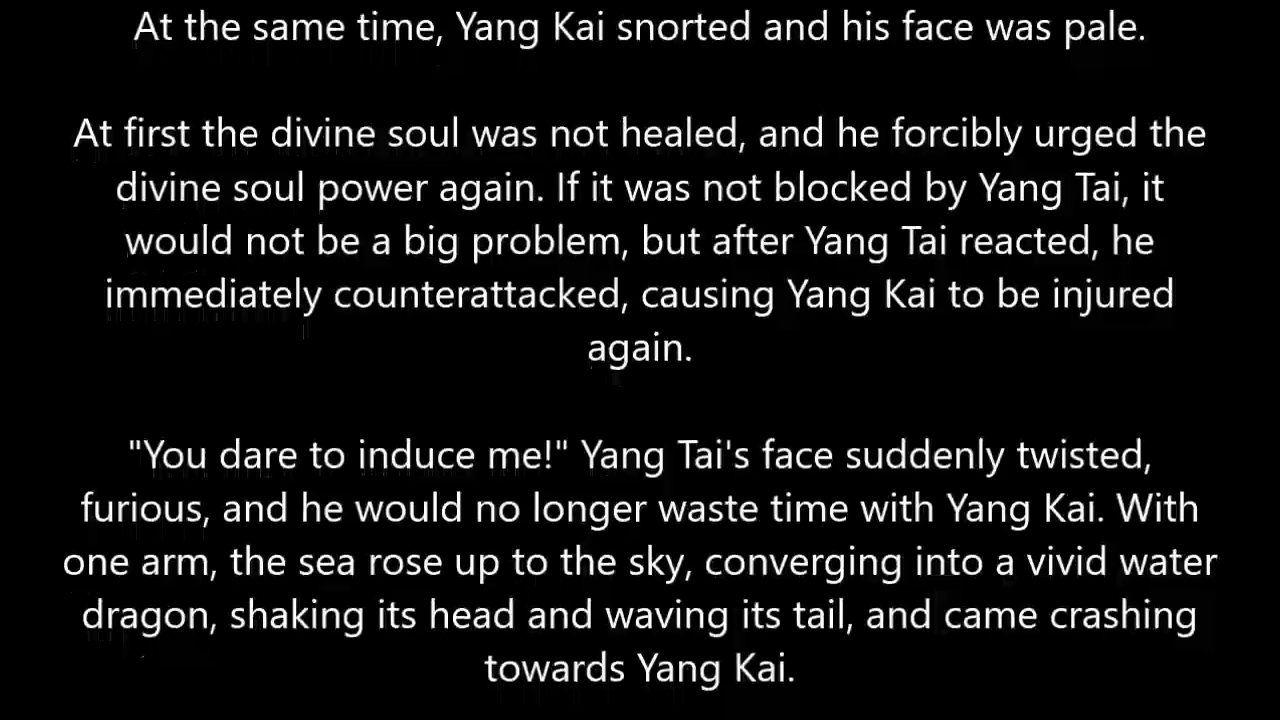 At the same time, Yang Kai snorted and his face was pale.
At first the divine soul was not healed, and he forcibly urged the
divine soul power again. If it was not blocked by Yang Tai, it
would not be a big problem, but after Yang Tai reacted, he
immediately counterattacked, causing Yang Kai to be injured
again.
"You dare to induce me!" Yang Tai's face suddenly twisted,
furious, and he would no longer waste time with Yang Kai. With
one arm, the sea rose up to the sky, converging into a vivid water
dragon, shaking its head and waving its tail, and came crashing
towards Yang Kai.